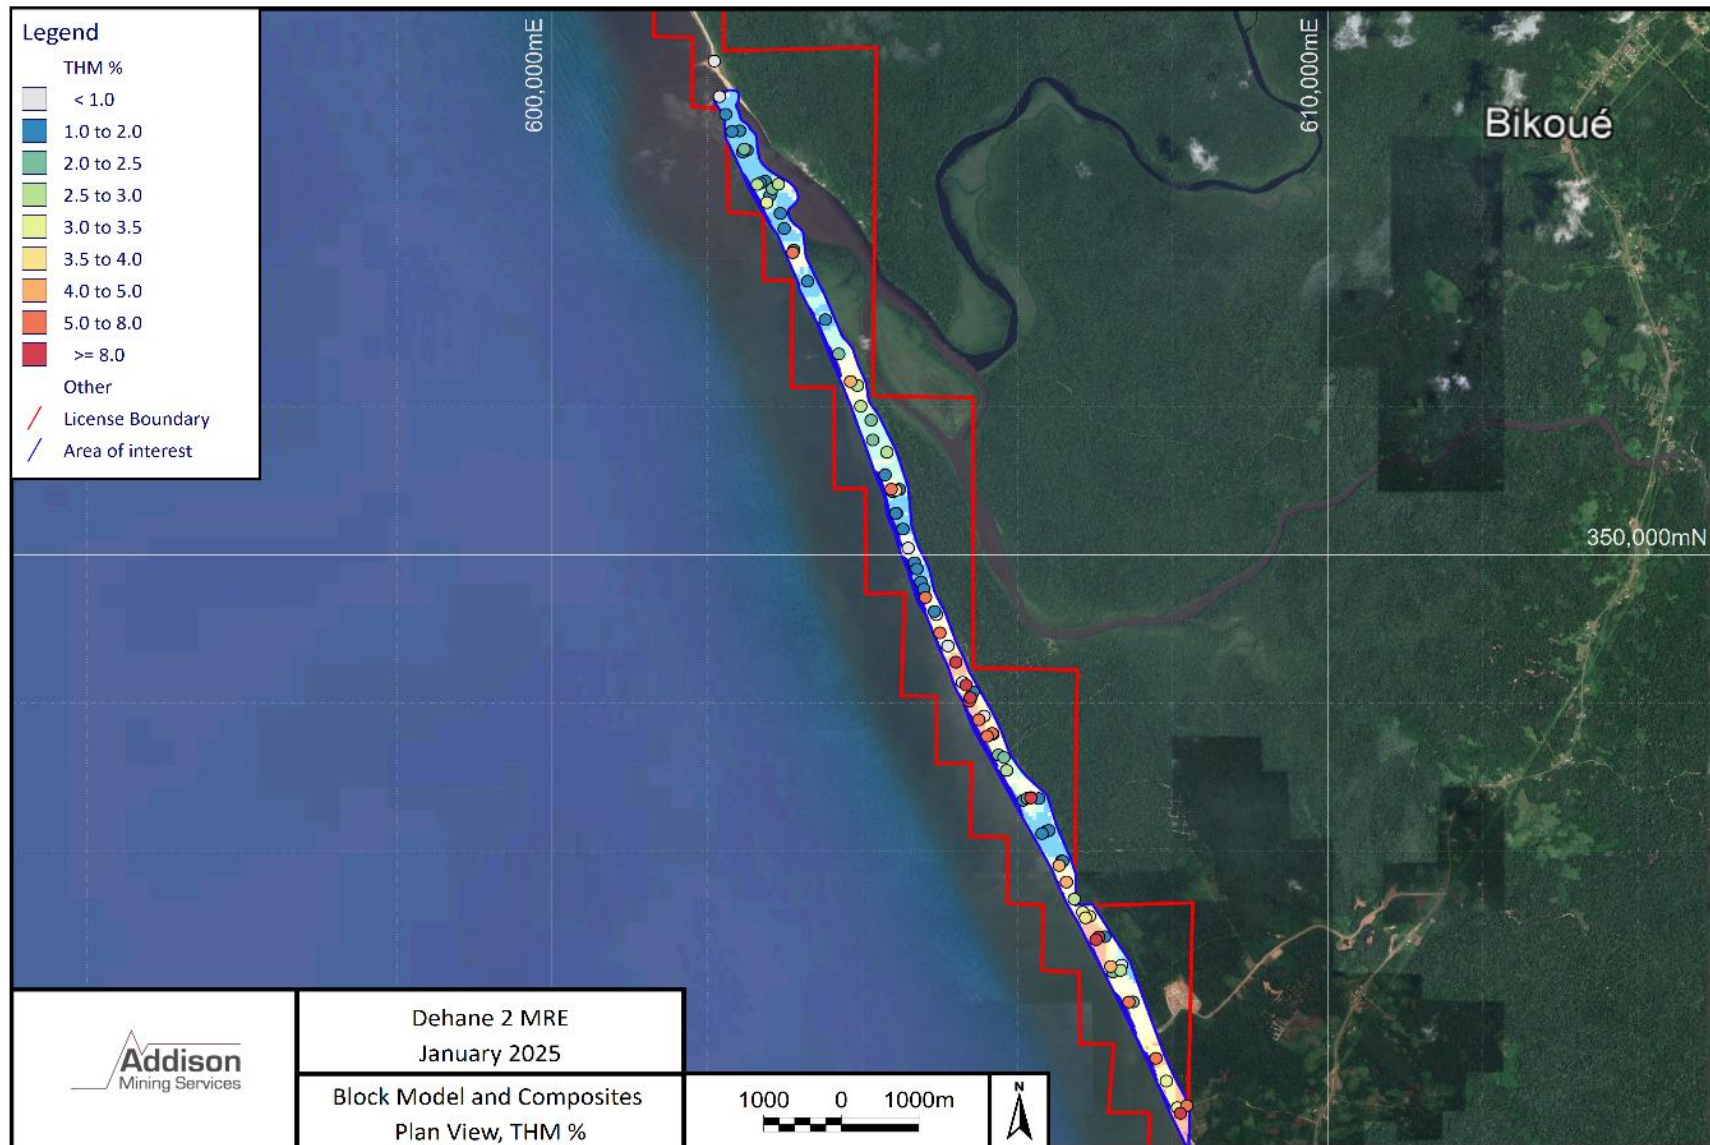 Legend
THM %
< 1.0
1.0 to 2.0
2.0 to 2.5
2.5 to 3.0
3.0 to 3.5
3.5 to 4.0
4.0 to 5.0
5.0 to 8.0
>= 8.0
Other
License Boundary
Area of interest
600,000mE
610,000mE
Bikoué
350,000mN
Addison
Mining Services
Dehane 2 MRE
January 2025
Block Model and Composites
Plan View, THM %
1000 0 1000m
N